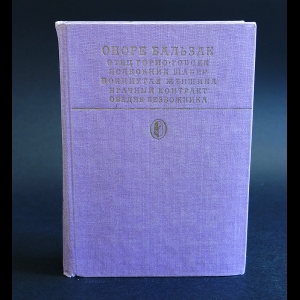 ОНОРЕ БАЛЬЗАК
ОТЕЦ ГОРИО·ГОБСЕК
ПОЛКОВНИК ШАБЕР
ПОКИНУТАЯ ЖЕНЩИНА
БРАЧНЫЙ КОНТРАКТ
ОБЕДНЯ БЕЗБОЖНИКА